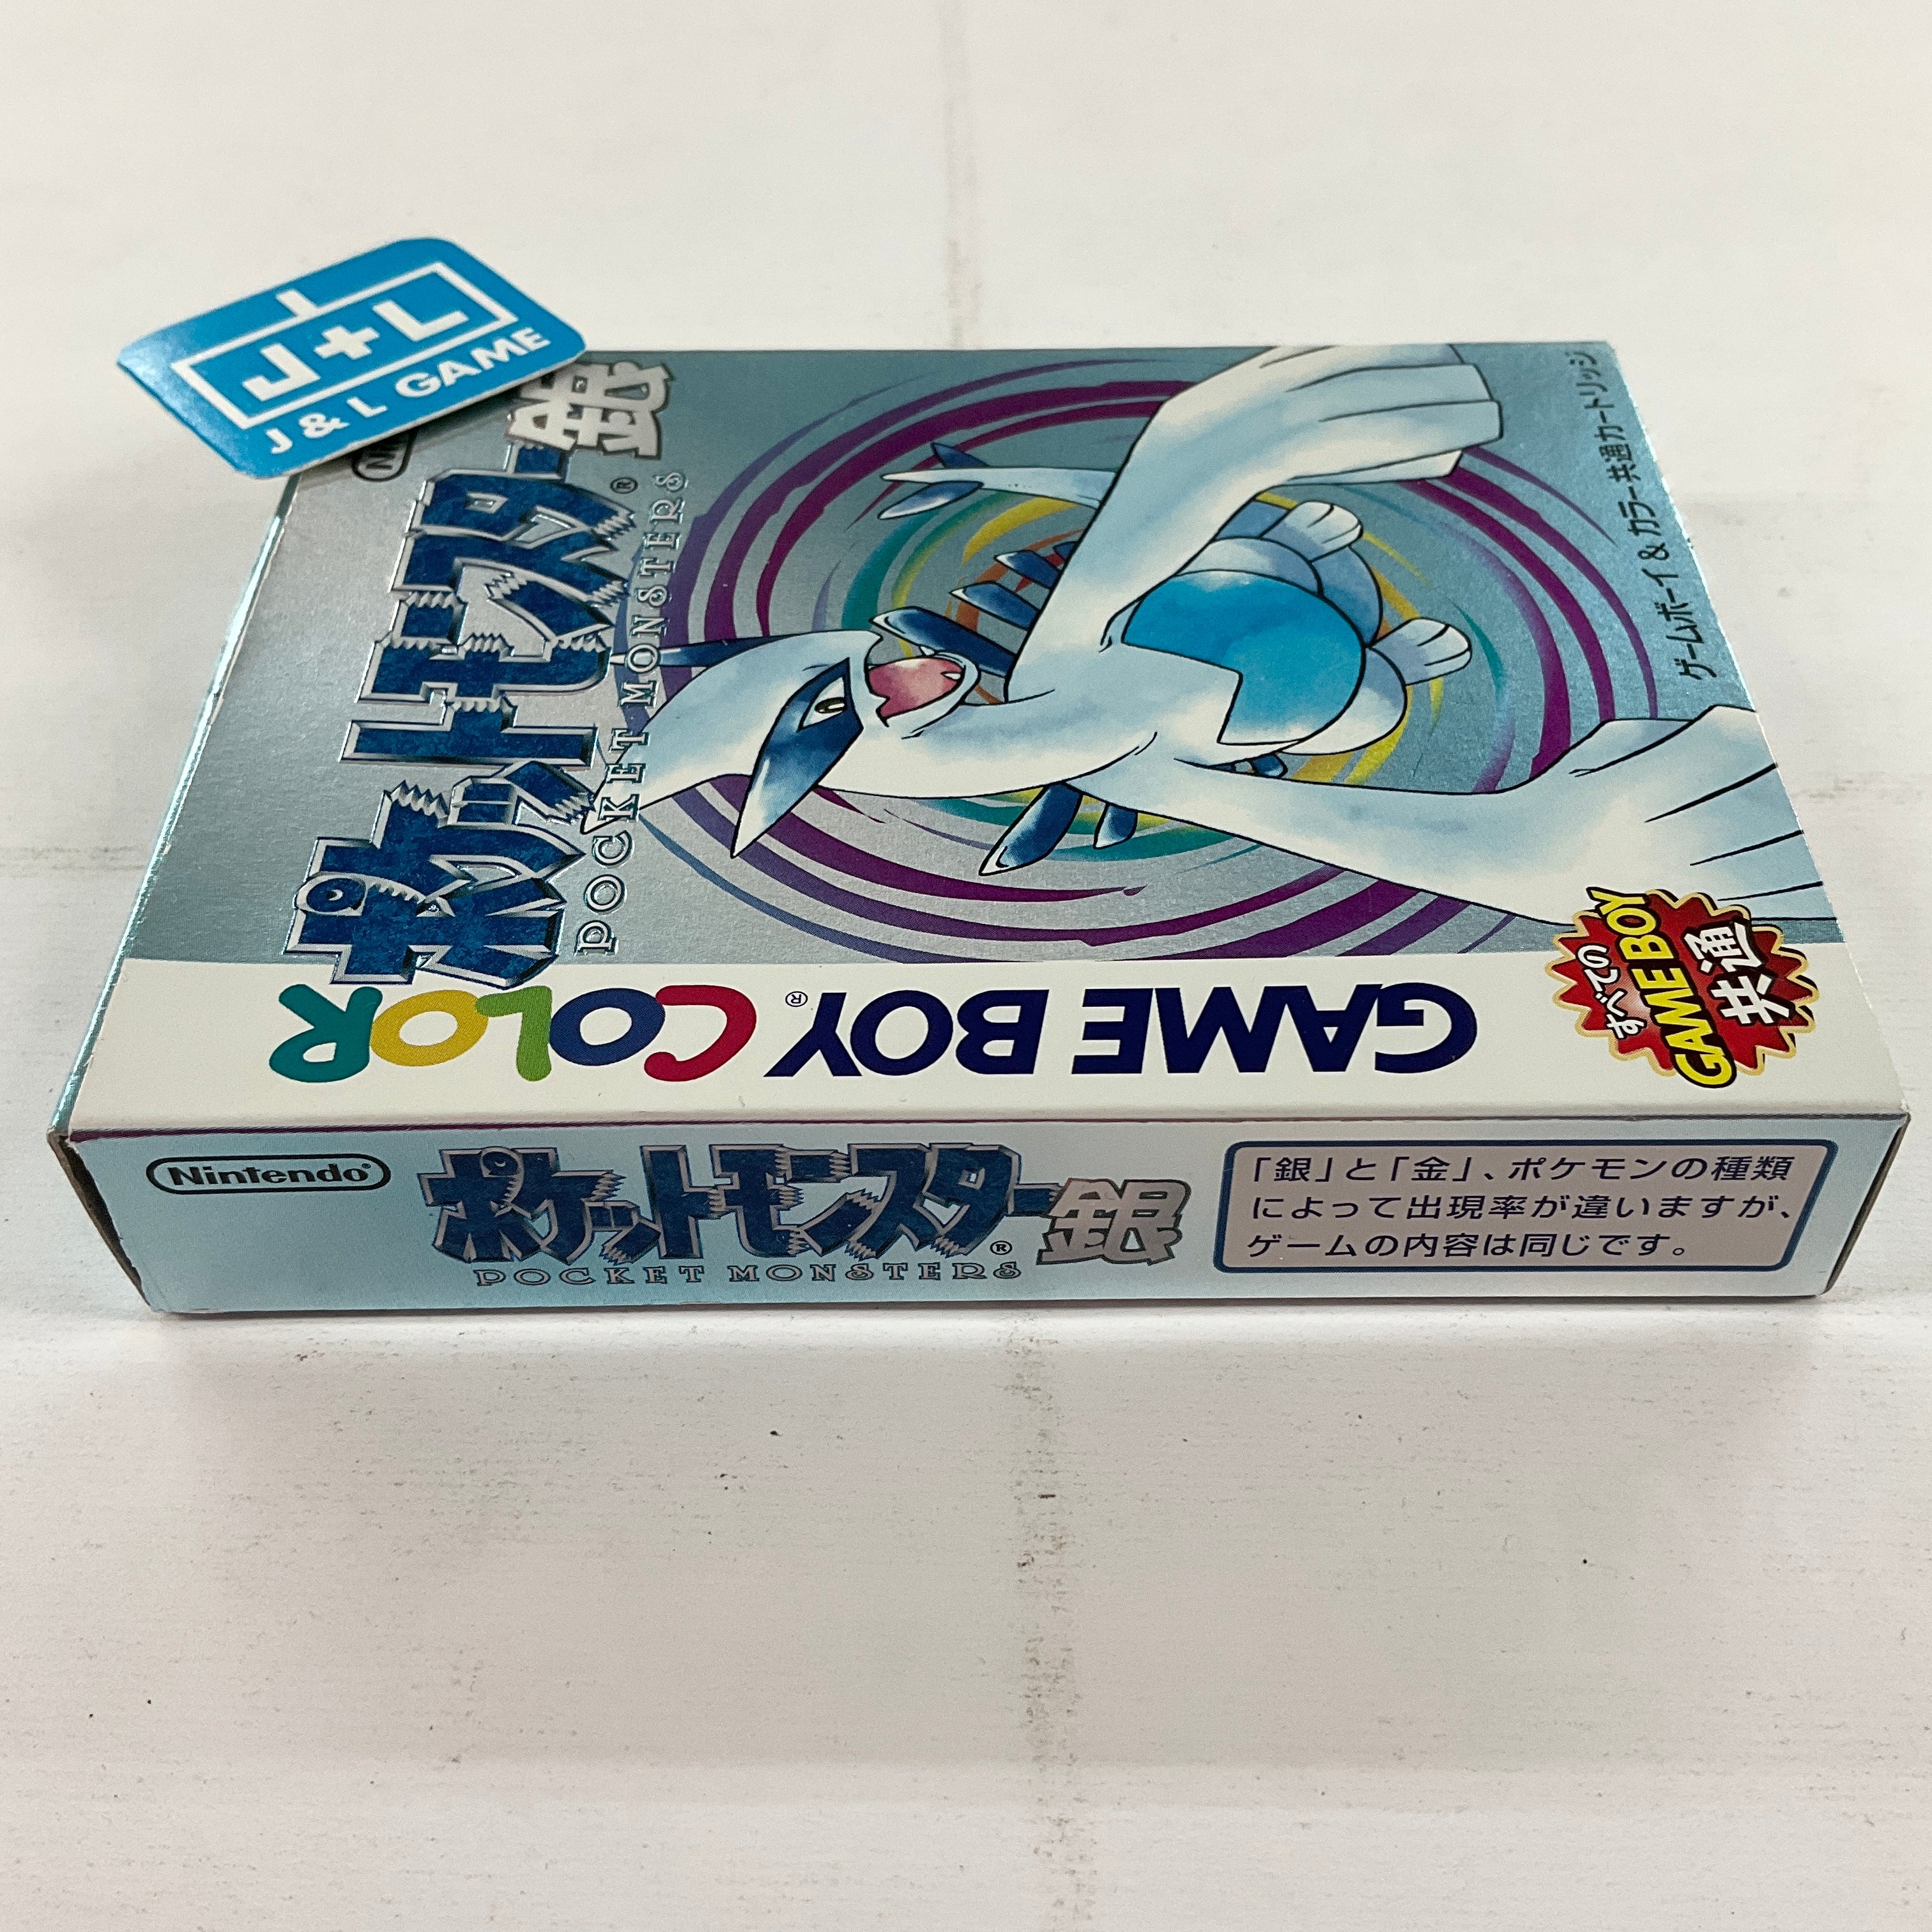 J+L
J & L GAME
ポケットモンスター銀
POCKET MONSTERS
ゲームボーイ&カラー共通カートリッジ
GAME BOY COLOR
すべての
GAME BOY
共通
Nintendo
ポケットモンスター銀
POCKET MONSTERS
「銀」と「金」、ポケモンの種類
によって出現率が違いますが、
ゲームの内容は同じです。